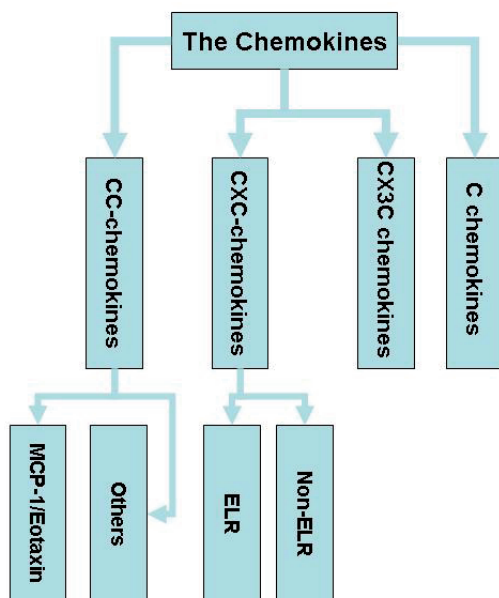 The Chemokines
CC-chemokines
CXC-chemokines
CX3C chemokines
C chemokines
MCP-1/Eotaxin
Others
ELR
Non-ELR